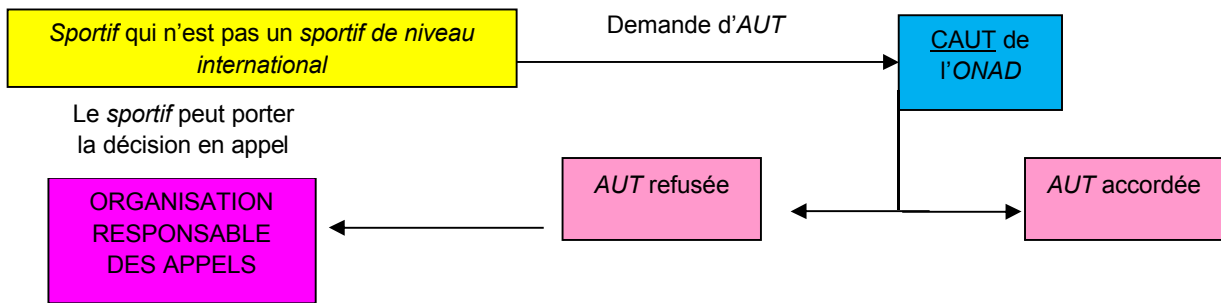 Sportif qui n'est pas un sportif de niveau
international
Demande d'AUT
CAUT de
l'ONAD
Le sportif peut porter
la décision en appel
AUT refusée
AUT accordée
ORGANISATION
RESPONSABLE
DES APPELS